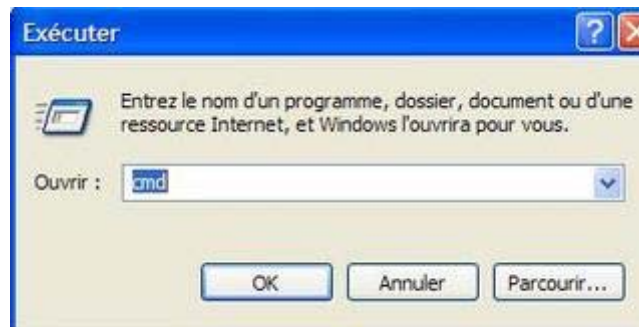 Exécuter
Entrez le nom d'un programme, dossier, document ou d'une
ressource Internet, et Windows l'ouvrira pour vous.
Ouvrir : cmd
OK Annuler Parcourir...